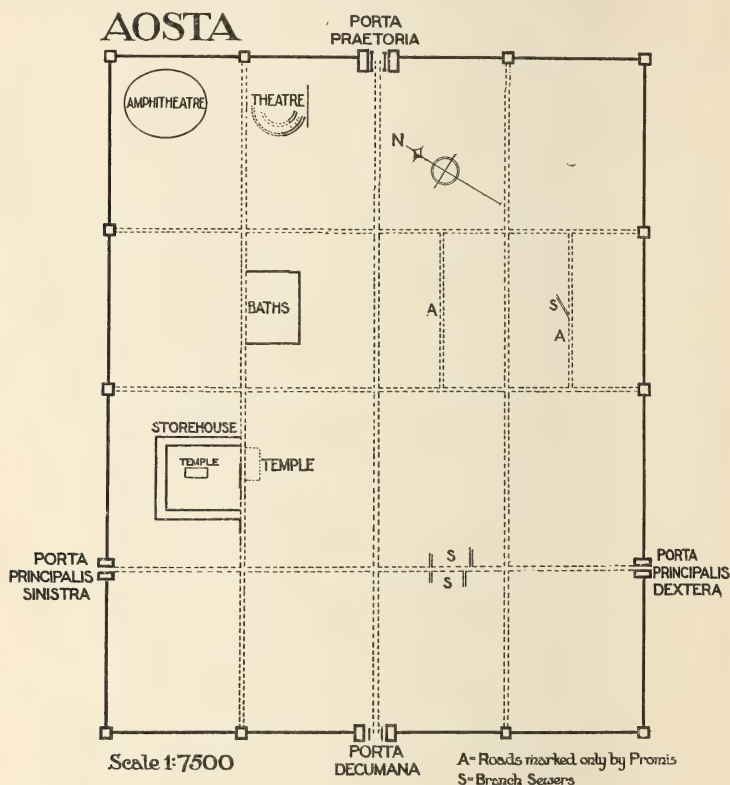 AOSTA
PORTA
PRAETORIA
AMPHITHEATRE
THEATRE
N
BATHS
A
S
A
STOREHOUSE
TEMPLE
TEMPLE
PORTA
PRINCIPALIS
SINISTRA
S
S
PORTA
PRINCIPALIS
DEXTERA
Scale 1:7500
PORTA
DECUMANA
A= Roads marked only by Promis
S= Branch Sewers